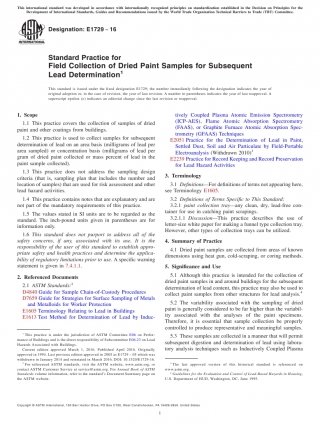 This international standard was developed in accordance with internationally recognized principles on standardization established in the Decision on Principles for the
Development of International Standards, Guides and Recommendations issued by the World Trade Organization Technical Barriers to Trade (TBT) Committee.
Designation: E1729 − 16
INTERNATIONAL
Standard Practice for
Field Collection of Dried Paint Samples for Subsequent
Lead Determination1
This standard is issued under the fixed designation E1729; the number immediately following the designation indicates the year of
original adoption or, in the case of revision, the year of last revision. A number in parentheses indicates the year of last reapproval. A
superscript epsilon (ε) indicates an editorial change since the last revision or reapproval.
1. Scope
1.1 This practice covers the collection of samples of dried
paint and other coatings from buildings.
1.2 This practice is used to collect samples for subsequent
determination of lead on an area basis (milligrams of lead per
area sampled) or concentration basis (milligrams of lead per
gram of dried paint collected or mass percent of lead in the
paint sample collected).
1.3 This practice does not address the sampling design
criteria (that is, sampling plan that includes the number and
location of samples) that are used for risk assessment and other
lead hazard activities.
1.4 This practice contains notes that are explanatory and are
not part of the mandatory requirements of this practice.
1.5 The values stated in SI units are to be regarded as the
standard. The inch-pound units given in parentheses are for
information only.
1.6 This standard does not purport to address all of the
safety concerns, if any, associated with its use. It is the
responsibility of the user of this standard to establish appro-
priate safety and health practices and determine the applica-
bility of regulatory limitations prior to use. A specific warning
statement is given in 7.4.1.1.
2. Referenced Documents
2.1 ASTM Standards:2
D4840 Guide for Sample Chain-of-Custody Procedures
D7659 Guide for Strategies for Surface Sampling of Metals
and Metalloids for Worker Protection
E1605 Terminology Relating to Lead in Buildings
E1613 Test Method for Determination of Lead by Induc-
tively Coupled Plasma Atomic Emission Spectrometry
(ICP-AES), Flame Atomic Absorption Spectrometry
(FAAS), or Graphite Furnace Atomic Absorption Spec-
trometry (GFAAS) Techniques
E2051 Practice for the Determination of Lead in Paint,
Settled Dust, Soil and Air Particulate by Field-Portable
Electroanalysis (Withdrawn 2010)3
E2239 Practice for Record Keeping and Record Preservation
for Lead Hazard Activities
3. Terminology
3.1 Definitions—For definitions of terms not appearing here,
see Terminology E1605.
3.2 Definitions of Terms Specific to This Standard:
3.2.1 paint collection tray—any clean, dry, lead-free con-
tainer for use in catching paint scrapings.
3.2.1.1 Discussion—This practice describes the use of
letter-size white paper for making a funnel type collection tray.
However, other types of collection trays can be utilized.
4. Summary of Practice
4.1 Dried paint samples are collected from areas of known
dimensions using heat gun, cold-scraping, or coring methods.
5. Significance and Use
5.1 Although this practice is intended for the collection of
dried paint samples in and around buildings for the subsequent
determination of lead content, this practice may also be used to
collect paint samples from other structures for lead analysis.4
5.2 The variability associated with the sampling of dried
paint is generally considered to be far higher than the variabil-
ity associated with the analyses of the paint specimens.
Therefore, it is essential that sample collection be properly
controlled to produce representative and meaningful samples.
5.3 These samples are collected in a manner that will permit
subsequent digestion and determination of lead using labora-
tory analysis techniques such as Inductively Coupled Plasma
1 This practice is under the jurisdiction of ASTM Committee E06 on Perfor-
mance of Buildings and is the direct responsibility of Subcommittee E06.23 on Lead
Hazards Associated with Buildings.
Current edition approved March 1, 2016. Published April 2016. Originally
approved in 1995. Last previous edition approved in 2005 as E1729 – 05 which was
withdrawn in January 2014 and reinstated in March 2016. DOI: 10.1520/E1729-16.
2 For referenced ASTM standards, visit the ASTM website, www.astm.org, or
contact ASTM Customer Service at service@astm.org. For Annual Book of ASTM
Standards volume information, refer to the standard's Document Summary page on
the ASTM website.
3 The last approved version of this historical standard is referenced on
www.astm.org.
4 Guidelines for the Evaluation and Control of Lead-Based Hazards in Housing,
U.S. Department of HUD, Washington, DC, June 1995.
Copyright © ASTM International, 100 Barr Harbor Drive, PO Box C700, West Conshohocken, PA 19428-2959. United States
1